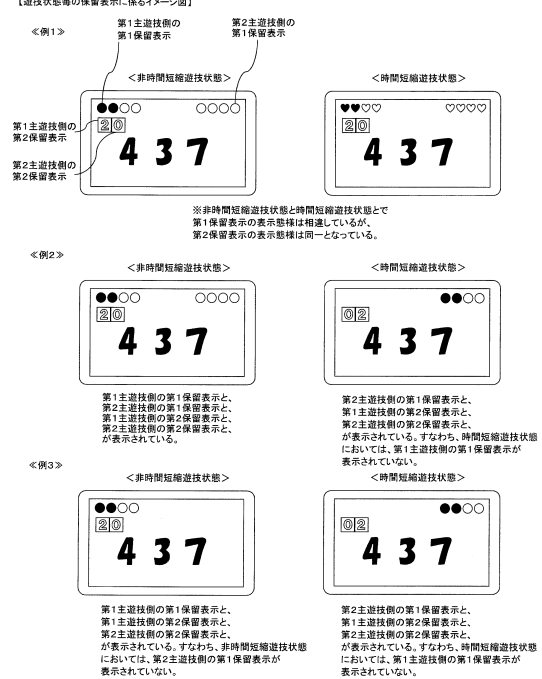 【遊技状態毎の保留表示に係るイメージ図】
≪例1≫
第1主遊技側の
第1保留表示
第2主遊技側の
第1保留表示
＜非時間短縮遊技状態＞
＜時間短縮遊技状態＞
第1主遊技側の
第2保留表示
第2主遊技側の
第2保留表示
20
437
20
437
※非時間短縮遊技状態と時間短縮遊技状態とで
第1保留表示の表示態様は相違しているが、
第2保留表示の表示態様は同一となっている。
≪例2≫
＜非時間短縮遊技状態＞
＜時間短縮遊技状態＞
20
437
02
437
第1主遊技側の第1保留表示と、
第2主遊技側の第1保留表示と、
第1主遊技側の第2保留表示と、
第2主遊技側の第2保留表示と、
が表示されている。
第2主遊技側の第1保留表示と、
第1主遊技側の第2保留表示と、
第2主遊技側の第2保留表示と、
が表示されている。すなわち、時間短縮遊技状態
においては、第1主遊技側の第1保留表示が
表示されていない。
≪例3≫
＜非時間短縮遊技状態＞
＜時間短縮遊技状態＞
20
437
02
437
第1主遊技側の第1保留表示と、
第1主遊技側の第2保留表示と、
第2主遊技側の第2保留表示と、
が表示されている。すなわち、非時間短縮遊技状態
においては、第2主遊技側の第1保留表示が
表示されていない。
第2主遊技側の第1保留表示と、
第1主遊技側の第2保留表示と、
第2主遊技側の第2保留表示と、
が表示されている。すなわち、時間短縮遊技状態
においては、第1主遊技側の第1保留表示が
表示されていない。